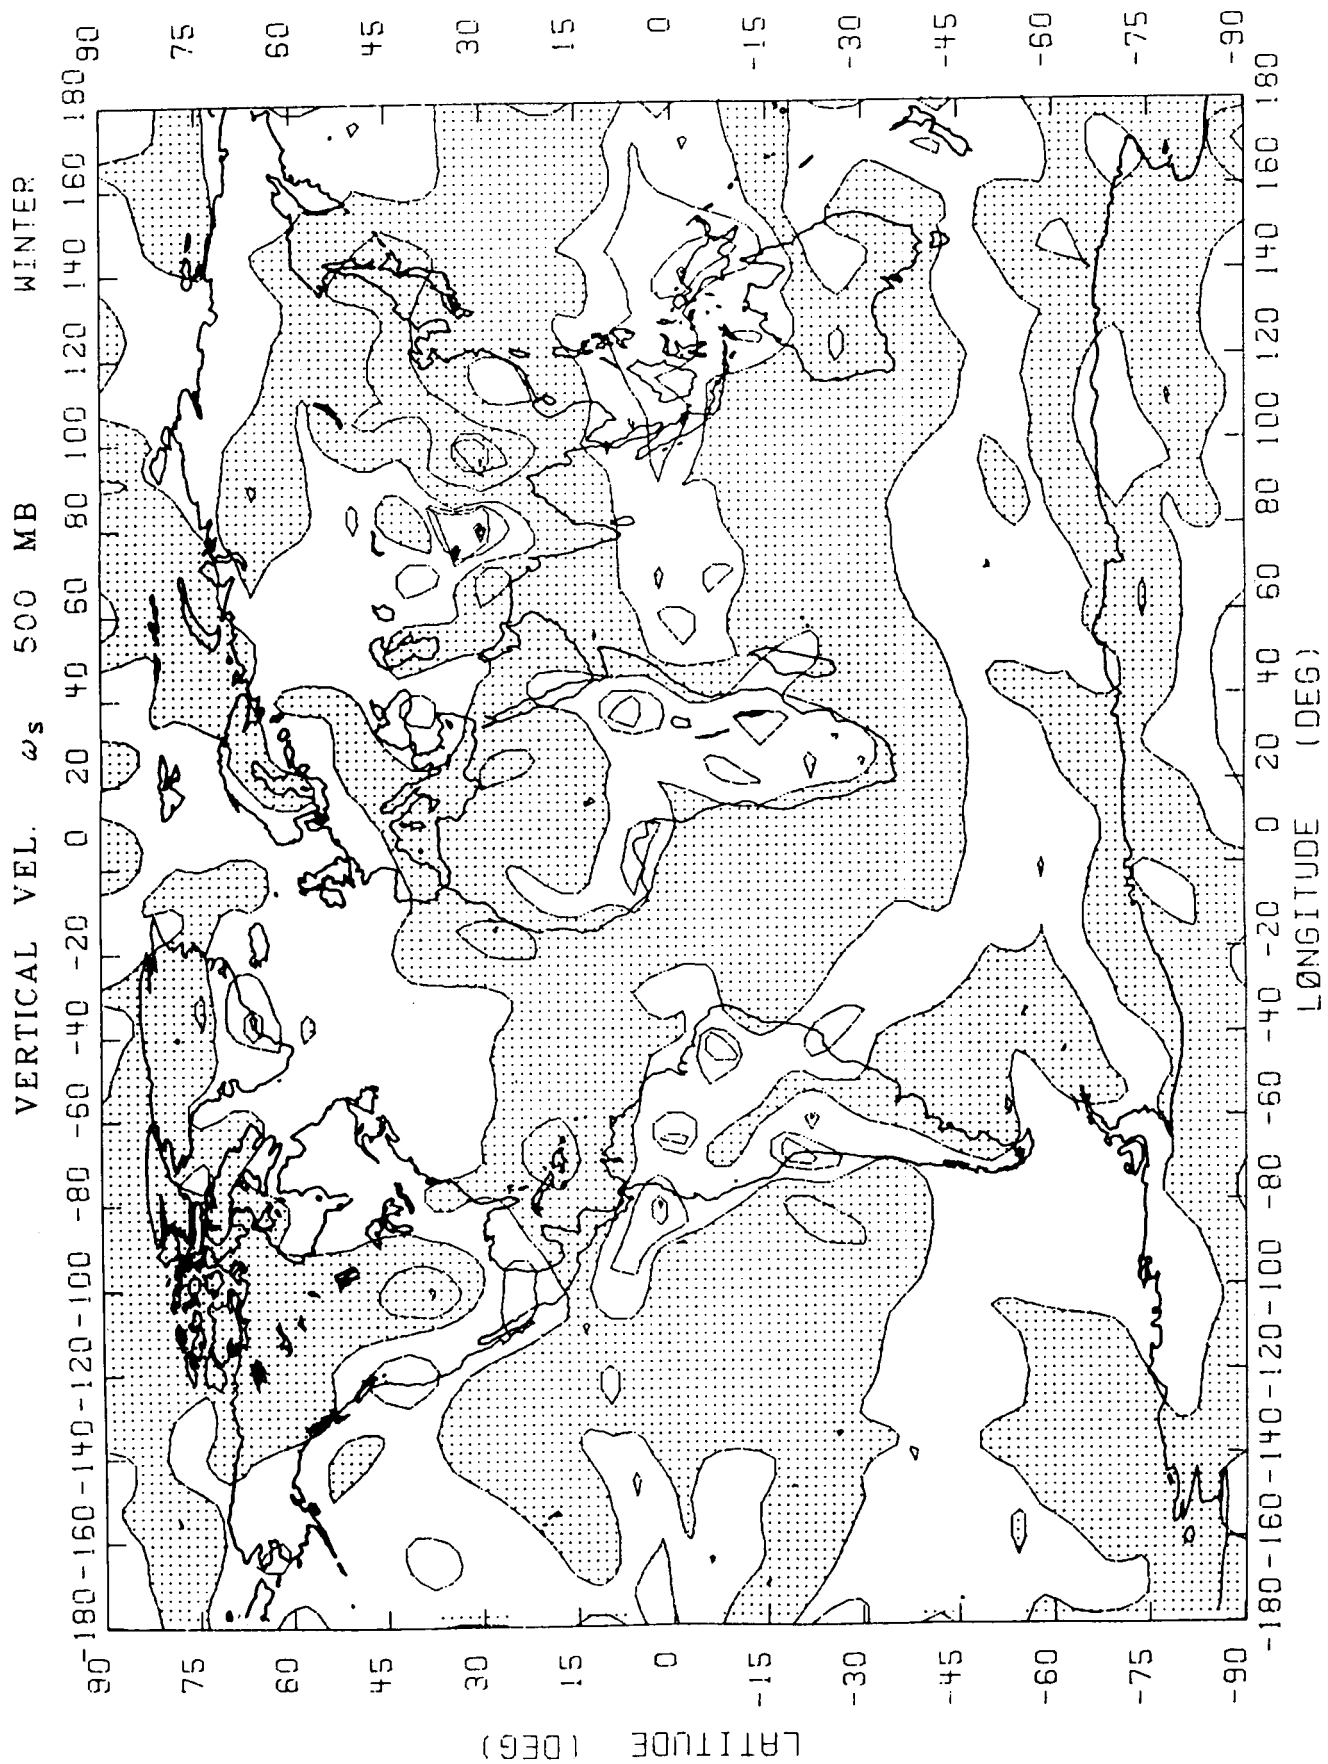 VERTICAL VEL. ωs 500 MB WINTER
-180 -160 -140 -120 -100 -80 -60 -40 -20 0 20 40 60 80 100 120 140 160 180
90 90
75 75
60 60
45 45
30 30
15 15
0 0
-15 -15
-30 -30
-45 -45
-60 -60
-75 -75
-90 -90
-180 -160 -140 -120 -100 -80 -60 -40 -20 0 20 40 60 80 100 120 140 160 180
LATITUDE (DEG)
LØNGITUDE (DEG)